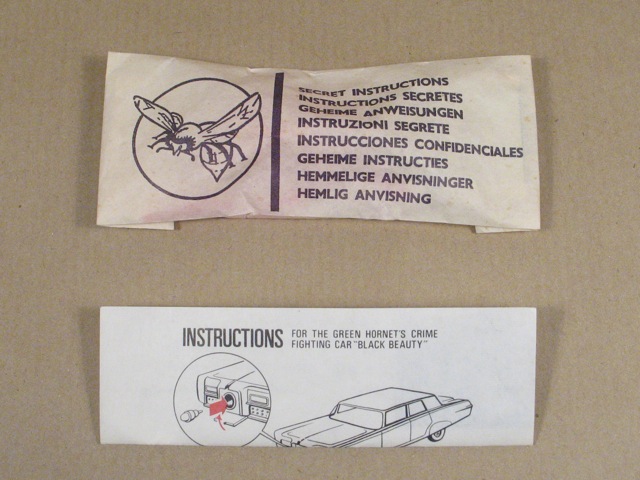 SECRET INSTRUCTIONS
INSTRUCTIONS SECRETES
GEHEIME ANWEISUNGEN
INSTRUZIONI SEGRETE
INSTRUCCIONES CONFIDENCIALES
GEHEIME INSTRUCTIES
HEMMELIGE ANVISNINGER
HEMLIG ANVISNING
INSTRUCTIONS FOR THE GREEN HORNET'S CRIME
FIGHTING CAR "BLACK BEAUTY"